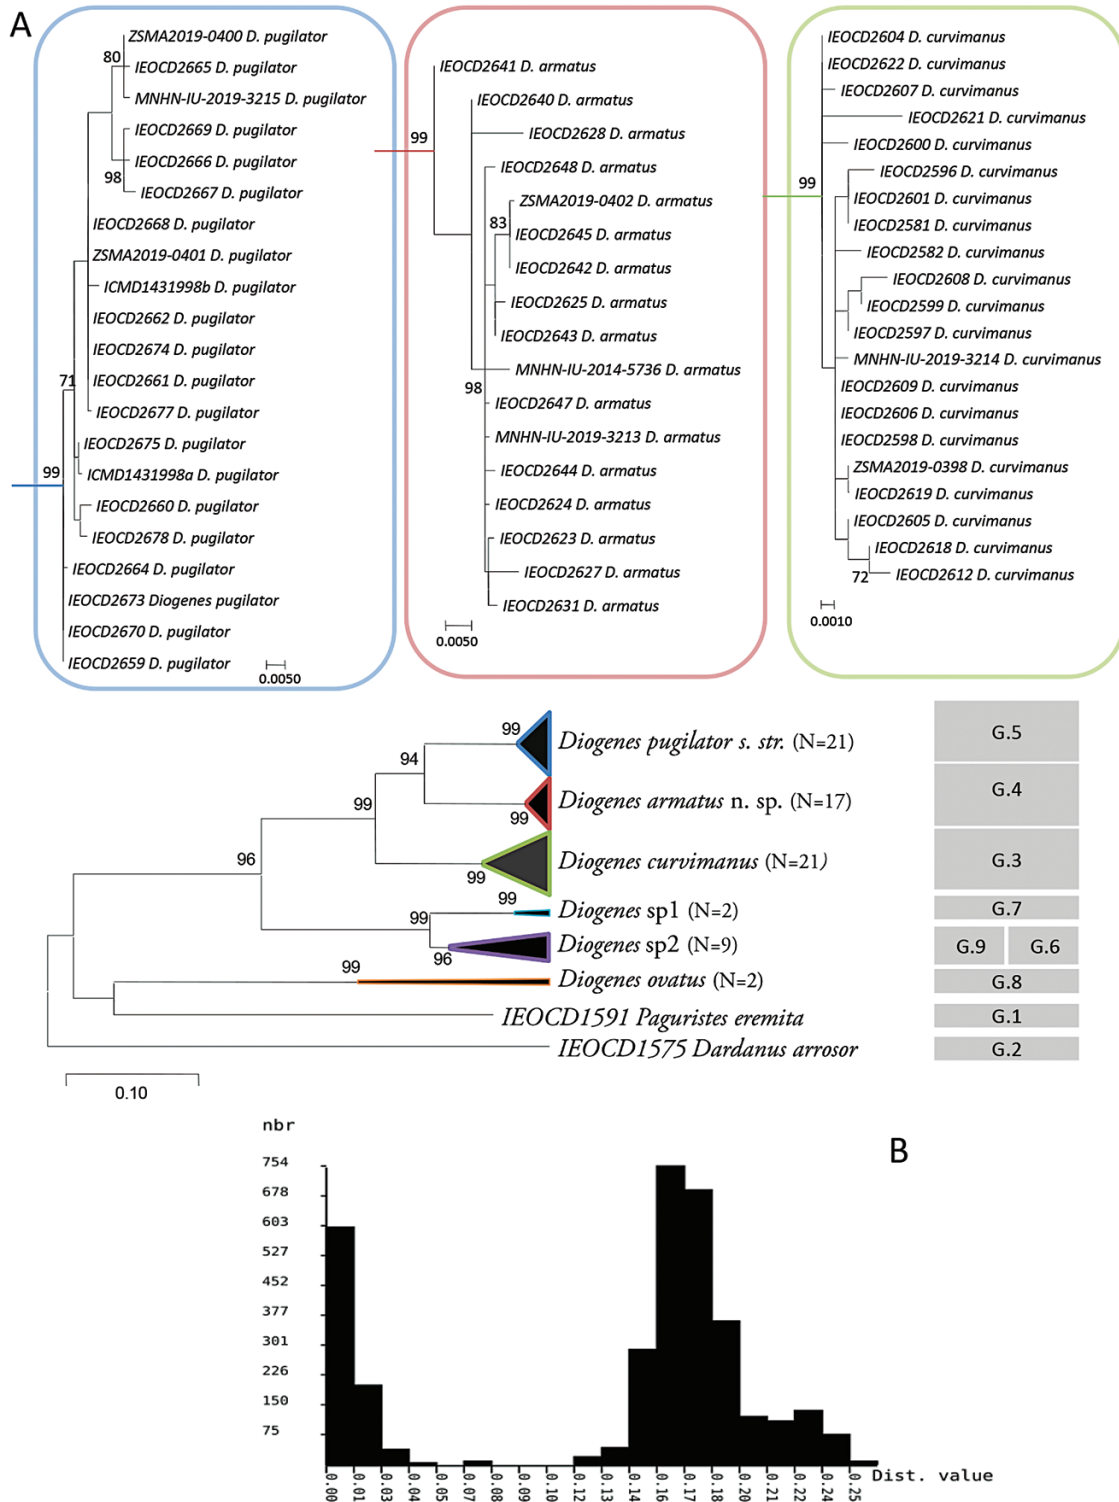 A
ZSMA2019-0400 D. pugilator
80
IEOCD2665 D. pugilator
MNHN-IU-2019-3215 D. pugilator
IEOCD2669 D. pugilator
IEOCD2666 D. pugilator
98
IEOCD2667 D. pugilator
IEOCD2668 D. pugilator
ZSMA2019-0401 D. pugilator
ICMD1431998b D. pugilator
IEOCD2662 D. pugilator
IEOCD2674 D. pugilator
71
IEOCD2661 D. pugilator
IEOCD2677 D. pugilator
IEOCD2675 D. pugilator
99
ICMD1431998a D. pugilator
IEOCD2660 D. pugilator
IEOCD2678 D. pugilator
IEOCD2664 D. pugilator
IEOCD2673 Diogenes pugilator
IEOCD2670 D. pugilator
IEOCD2659 D. pugilator
0.0050
IEOCD2641 D. armatus
IEOCD2640 D. armatus
99
IEOCD2628 D. armatus
IEOCD2648 D. armatus
ZSMA2019-0402 D. armatus
83
IEOCD2645 D. armatus
IEOCD2642 D. armatus
IEOCD2625 D. armatus
IEOCD2643 D. armatus
MNHN-IU-2014-5736 D. armatus
98
IEOCD2647 D. armatus
MNHN-IU-2019-3213 D. armatus
IEOCD2644 D. armatus
IEOCD2624 D. armatus
IEOCD2623 D. armatus
IEOCD2627 D. armatus
IEOCD2631 D. armatus
0.0050
IEOCD2604 D. curvimanus
IEOCD2622 D. curvimanus
IEOCD2607 D. curvimanus
IEOCD2621 D. curvimanus
IEOCD2600 D. curvimanus
IEOCD2596 D. curvimanus
99
IEOCD2601 D. curvimanus
IEOCD2581 D. curvimanus
IEOCD2582 D. curvimanus
IEOCD2608 D. curvimanus
IEOCD2599 D. curvimanus
IEOCD2597 D. curvimanus
MNHN-IU-2019-3214 D. curvimanus
IEOCD2609 D. curvimanus
IEOCD2606 D. curvimanus
IEOCD2598 D. curvimanus
ZSMA2019-0398 D. curvimanus
IEOCD2619 D. curvimanus
IEOCD2605 D. curvimanus
IEOCD2618 D. curvimanus
72
IEOCD2612 D. curvimanus
0.0010
99
Diogenes pugilator s. str. (N=21)
G.5
94
99
Diogenes armatus n. sp. (N=17)
G.4
99
96
Diogenes curvimanus (N=21)
G.3
99
99
Diogenes sp1 (N=2)
G.7
99
Diogenes sp2 (N=9)
G.9
G.6
96
99
Diogenes ovatus (N=2)
G.8
IEOCD1591 Paguristes eremita
G.1
IEOCD1575 Dardanus arrosor
G.2
0.10
B
nbr
754
678
603
527
452
377
301
226
150
75
0.00 0.01 0.02 0.03 0.04 0.05 0.06 0.07 0.08 0.09 0.10 0.12 0.13 0.14 0.15 0.16 0.17 0.18 0.19 0.20 0.21 0.22 0.24 0.25
Dist. value